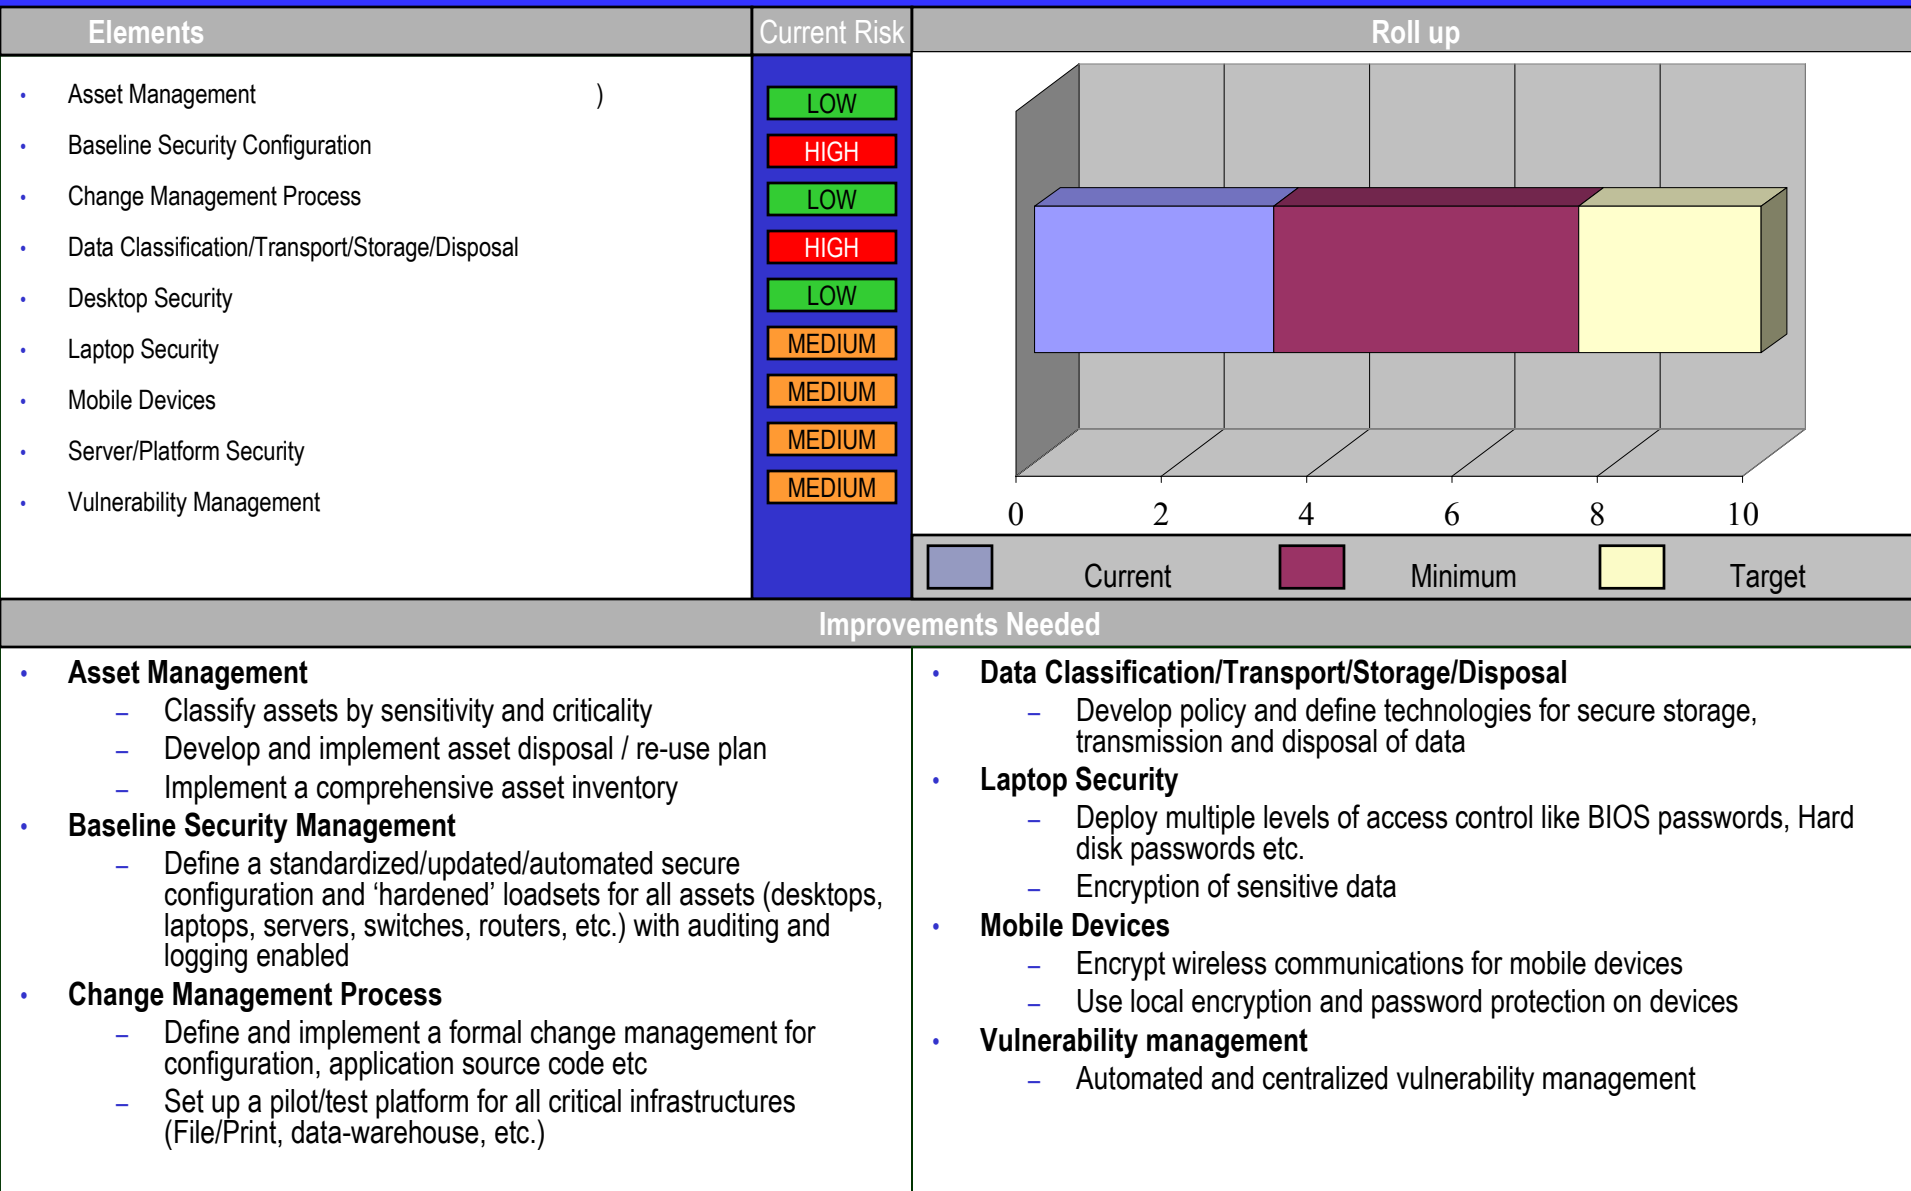 Elements
Current Risk
Roll up
• Asset Management )
• Baseline Security Configuration
• Change Management Process
• Data Classification/Transport/Storage/Disposal
• Desktop Security
• Laptop Security
• Mobile Devices
• Server/Platform Security
• Vulnerability Management
LOW
HIGH
LOW
HIGH
LOW
MEDIUM
MEDIUM
MEDIUM
MEDIUM
0 2 4 6 8 10
Current Minimum Target
Improvements Needed
• Asset Management
– Classify assets by sensitivity and criticality
– Develop and implement asset disposal / re-use plan
– Implement a comprehensive asset inventory
• Baseline Security Management
– Define a standardized/updated/automated secure
configuration and ‘hardened’ loadsets for all assets (desktops,
laptops, servers, switches, routers, etc.) with auditing and
logging enabled
• Change Management Process
– Define and implement a formal change management for
configuration, application source code etc
– Set up a pilot/test platform for all critical infrastructures
(File/Print, data-warehouse, etc.)
• Data Classification/Transport/Storage/Disposal
– Develop policy and define technologies for secure storage,
transmission and disposal of data
• Laptop Security
– Deploy multiple levels of access control like BIOS passwords, Hard
disk passwords etc.
– Encryption of sensitive data
• Mobile Devices
– Encrypt wireless communications for mobile devices
– Use local encryption and password protection on devices
• Vulnerability management
– Automated and centralized vulnerability management